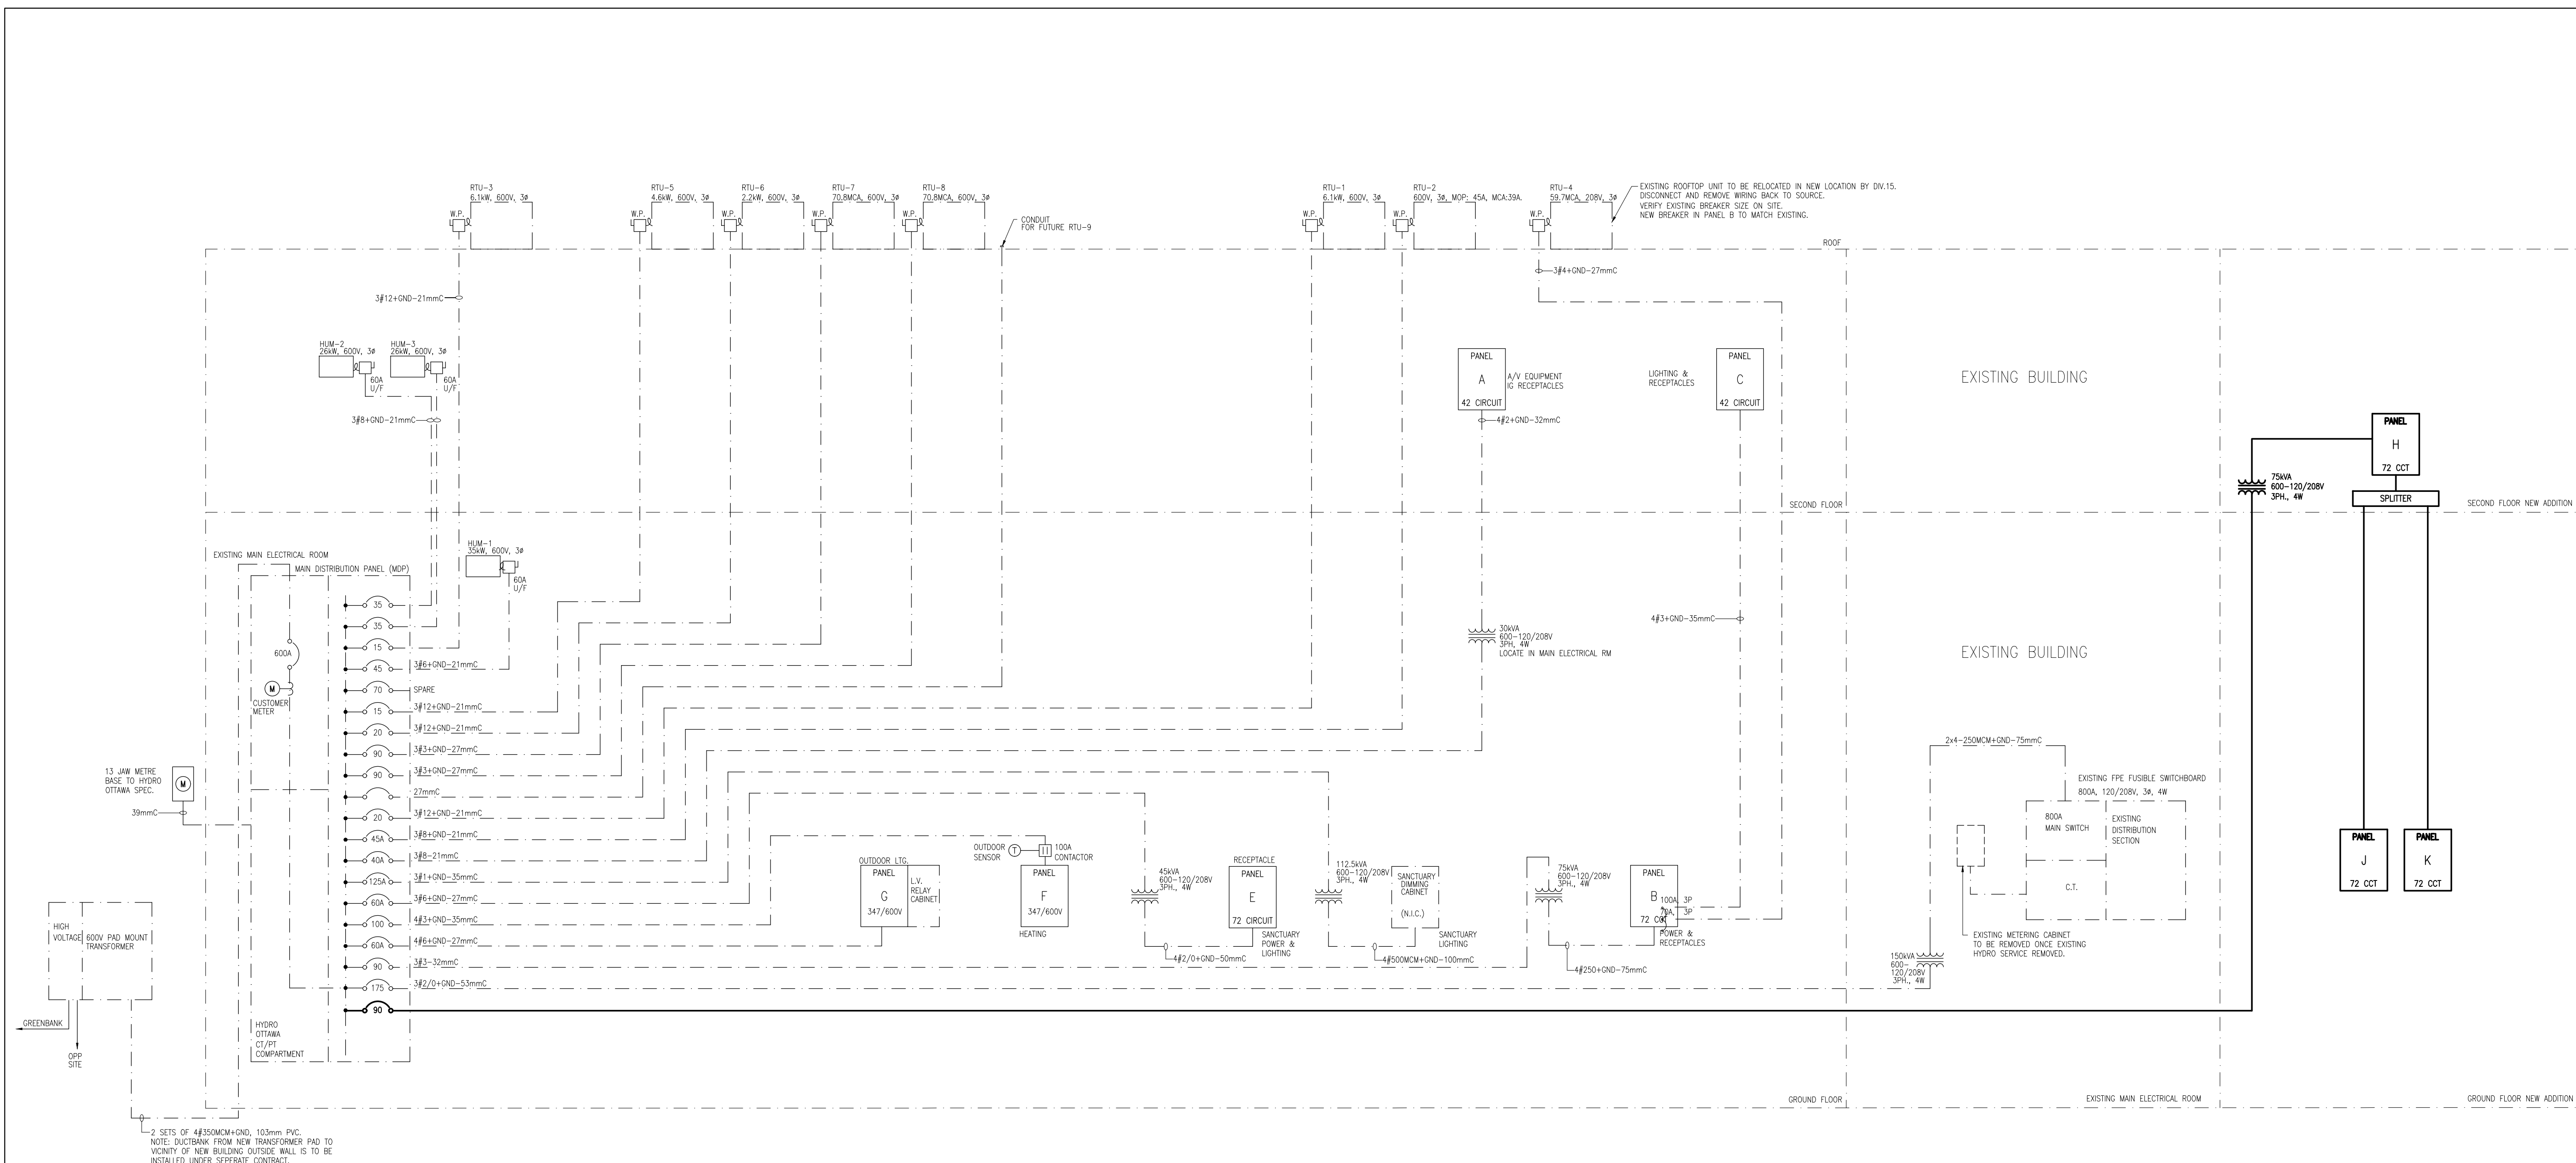 RTU-3
6.1kW, 600V, 3ø
W.P.
RTU-5
4.6kW, 600V, 3ø
W.P.
RTU-6
2.2kW, 600V, 3ø
W.P.
RTU-7
70.8MCA, 600V, 3ø
W.P.
RTU-8
70.8MCA, 600V, 3ø
W.P.
CONDUIT
FOR FUTURE RTU-9
RTU-1
6.1kW, 600V, 3ø
W.P.
RTU-2
600V, 3ø, MOP: 45A, MCA:39A.
W.P.
RTU-4
59.7MCA, 208V, 3ø
W.P.
EXISTING ROOFTOP UNIT TO BE RELOCATED IN NEW LOCATION BY DIV.15.
DISCONNECT AND REMOVE WIRING BACK TO SOURCE.
VERIFY EXISTING BREAKER SIZE ON SITE.
NEW BREAKER IN PANEL B TO MATCH EXISTING.
ROOF
3#4+GND-27mmC
3#12+GND-21mmC
HUM-2
26kW, 600V, 3ø
60A
U/F
HUM-3
26kW, 600V, 3ø
60A
U/F
3#8+GND-21mmC
PANEL
A
42 CIRCUIT
A/V EQUIPMENT
IG RECEPTACLES
4#2+GND-32mmC
LIGHTING &
RECEPTACLES
PANEL
C
42 CIRCUIT
EXISTING BUILDING
PANEL
H
72 CCT
75kVA
600-120/208V
3PH., 4W
SPLITTER
SECOND FLOOR
SECOND FLOOR NEW ADDITION
EXISTING MAIN ELECTRICAL ROOM
MAIN DISTRIBUTION PANEL (MDP)
HUM-1
35kW, 600V, 3ø
60A
U/F
600A
M
CUSTOMER
METER
35
35
15
45
3#6+GND-21mmC
70
SPARE
15
3#12+GND-21mmC
20
3#12+GND-21mmC
90
3#3+GND-27mmC
90
3#3+GND-27mmC
27mmC
20
3#12+GND-21mmC
45A
3#8+GND-21mmC
40A
3#8-21mmC
125A
3#1+GND-35mmC
60A
3#6+GND-27mmC
100
4#3+GND-35mmC
60A
4#6+GND-27mmC
90
3#3-32mmC
175
3#2/0+GND-53mmC
90
30kVA
600-120/208V
3PH, 4W
LOCATE IN MAIN ELECTRICAL RM
4#3+GND-35mmC
EXISTING BUILDING
13 JAW METRE
BASE TO HYDRO
OTTAWA SPEC.
M
39mmC
HIGH
VOLTAGE
600V PAD MOUNT
TRANSFORMER
GREENBANK
OPP
SITE
HYDRO
OTTAWA
CT/PT
COMPARTMENT
OUTDOOR LTG.
PANEL
G
347/600V
L.V.
RELAY
CABINET
OUTDOOR
SENSOR
T
100A
CONTACTOR
PANEL
F
347/600V
HEATING
45kVA
600-120/208V
3PH., 4W
RECEPTACLE
PANEL
E
72 CIRCUIT
SANCTUARY
POWER &
LIGHTING
4#2/0+GND-50mmC
112.5kVA
600-120/208V
3PH., 4W
SANCTUARY
DIMMING
CABINET
(N.I.C.)
SANCTUARY
LIGHTING
4#500MCM+GND-100mmC
75kVA
600-120/208V
3PH., 4W
PANEL
B
72 CCT
100A, 3P
70A, 3P
POWER &
RECEPTACLES
4#250+GND-75mmC
2x4-250MCM+GND-75mmC
EXISTING FPE FUSIBLE SWITCHBOARD
800A, 120/208V, 3ø, 4W
800A
MAIN SWITCH
EXISTING
DISTRIBUTION
SECTION
C.T.
EXISTING METERING CABINET
TO BE REMOVED ONCE EXISTING
HYDRO SERVICE REMOVED.
150kVA
600-
120/208V
3PH., 4W
PANEL
J
72 CCT
PANEL
K
72 CCT
GROUND FLOOR
EXISTING MAIN ELECTRICAL ROOM
GROUND FLOOR NEW ADDITION
2 SETS OF 4#350MCM+GND, 103mm PVC.
NOTE: DUCTBANK FROM NEW TRANSFORMER PAD TO
VICINITY OF NEW BUILDING OUTSIDE WALL IS TO BE
INSTALLED UNDER SEPERATE CONTRACT.